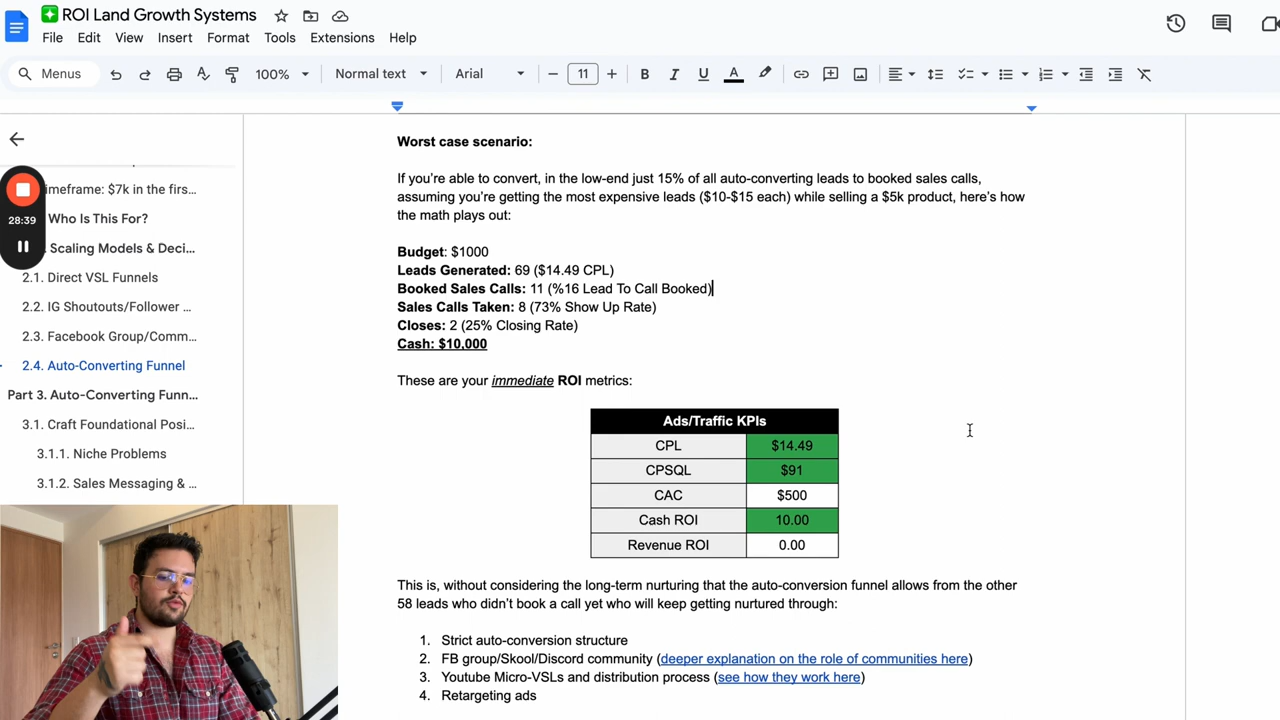 ROI Land Growth Systems
File Edit View Insert Format Tools Extensions Help
Menus 100% Normal text Arial 11 B I U A
imeframe: $7k in the firs...
Who Is This For?
Scaling Models & Deci...
2.1. Direct VSL Funnels
2.2. IG Shoutouts/Follower ...
2.3. Facebook Group/Comm...
2.4. Auto-Converting Funnel
Part 3. Auto-Converting Funn...
3.1. Craft Foundational Posi...
3.1.1. Niche Problems
3.1.2. Sales Messaging & ...
28:39
Worst case scenario:
If you're able to convert, in the low-end just 15% of all auto-converting leads to booked sales calls,
assuming you're getting the most expensive leads ($10-$15 each) while selling a $5k product, here's how
the math plays out:
Budget: $1000
Leads Generated: 69 ($14.49 CPL)
Booked Sales Calls: 11 (%16 Lead To Call Booked)
Sales Calls Taken: 8 (73% Show Up Rate)
Closes: 2 (25% Closing Rate)
Cash: $10,000
These are your immediate ROI metrics:
Ads/Traffic KPIs
CPL $14.49
CPSQL $91
CAC $500
Cash ROI 10.00
Revenue ROI 0.00
This is, without considering the long-term nurturing that the auto-conversion funnel allows from the other
58 leads who didn't book a call yet who will keep getting nurtured through:
1. Strict auto-conversion structure
2. FB group/Skool/Discord community (deeper explanation on the role of communities here)
3. Youtube Micro-VSLs and distribution process (see how they work here)
4. Retargeting ads